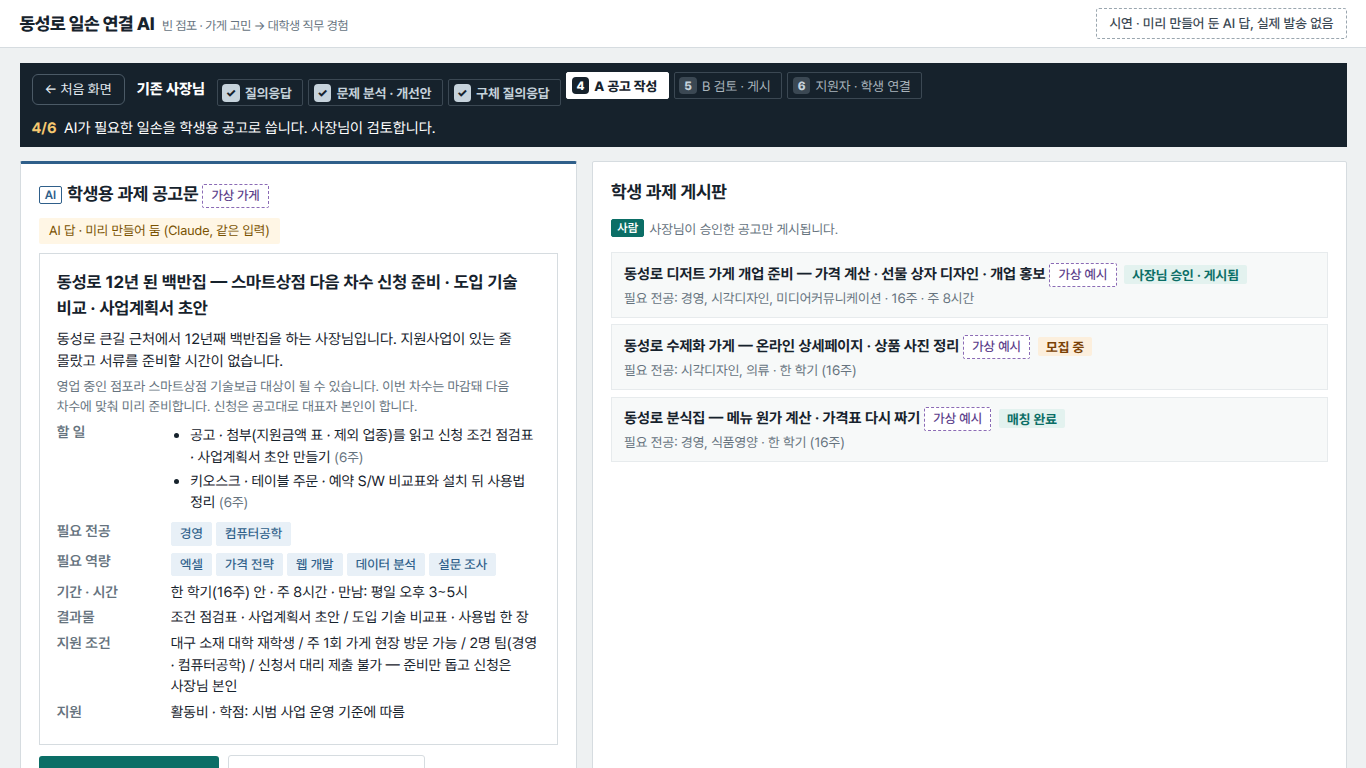 동성로 일손 연결 AI 빈 점포 · 가게 고민 → 대학생 직무 경험
시연 · 미리 만들어 둔 AI 답, 실제 발송 없음
← 처음 화면 기존 사장님 ✓ 질의응답 ✓ 문제 분석 · 개선안 ✓ 구체 질의응답 4 A 공고 작성 5 B 검토 · 게시 6 지원자 · 학생 연결
4/6 AI가 필요한 일손을 학생용 공고로 씁니다. 사장님이 검토합니다.
AI 학생용 과제 공고문 가상 가게
AI 답 · 미리 만들어 둠 (Claude, 같은 입력)
동성로 12년 된 백반집 — 스마트상점 다음 차수 신청 준비 · 도입 기술
비교 · 사업계획서 초안
동성로 큰길 근처에서 12년째 백반집을 하는 사장님입니다. 지원사업이 있는 줄
몰랐고 서류를 준비할 시간이 없습니다.
영업 중인 점포라 스마트상점 기술보급 대상이 될 수 있습니다. 이번 차수는 마감돼 다음
차수에 맞춰 미리 준비합니다. 신청은 공고대로 대표자 본인이 합니다.
할 일
• 공고 · 첨부(지원금액 표 · 제외 업종)를 읽고 신청 조건 점검표
· 사업계획서 초안 만들기 (6주)
• 키오스크 · 테이블 주문 · 예약 S/W 비교표와 설치 뒤 사용법
정리 (6주)
필요 전공 경영 컴퓨터공학
필요 역량 엑셀 가격 전략 웹 개발 데이터 분석 설문 조사
기간 · 시간 한 학기(16주) 안 · 주 8시간 · 만남: 평일 오후 3~5시
결과물 조건 점검표 · 사업계획서 초안 / 도입 기술 비교표 · 사용법 한 장
지원 조건 대구 소재 대학 재학생 / 주 1회 가게 현장 방문 가능 / 2명 팀(경영
· 컴퓨터공학) / 신청서 대리 제출 불가 — 준비만 돕고 신청은
사장님 본인
지원 활동비 · 학점: 시범 사업 운영 기준에 따름
학생 과제 게시판
사람 사장님이 승인한 공고만 게시됩니다.
동성로 디저트 가게 개업 준비 — 가격 계산 · 선물 상자 디자인 · 개업 홍보 가상 예시 사장님 승인 · 게시됨
필요 전공: 경영, 시각디자인, 미디어커뮤니케이션 · 16주 · 주 8시간
동성로 수제화 가게 — 온라인 상세페이지 · 상품 사진 정리 가상 예시 모집 중
필요 전공: 시각디자인, 의류 · 한 학기 (16주)
동성로 분식집 — 메뉴 원가 계산 · 가격표 다시 짜기 가상 예시 매칭 완료
필요 전공: 경영, 식품영양 · 한 학기 (16주)